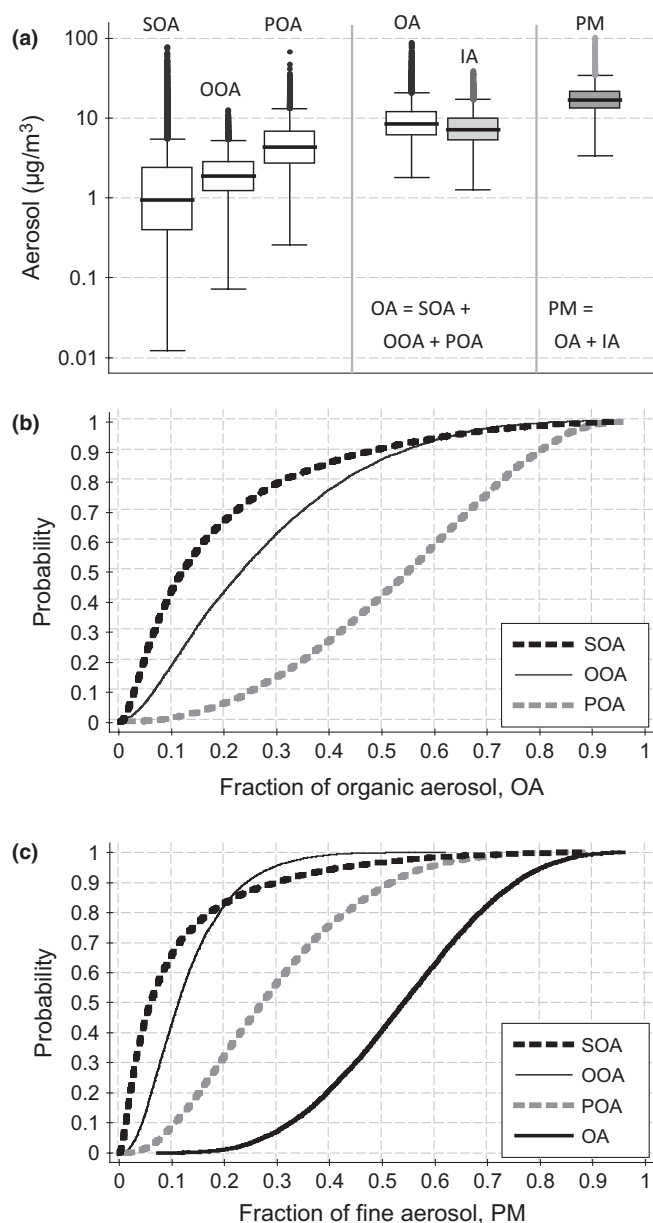 (a)
SOA
OOA
POA
OA
IA
PM
100
10
1
0.1
0.01
Aerosol (µg/m³)
OA = SOA +
OOA + POA
PM =
OA + IA
(b)
1
0.9
0.8
0.7
0.6
0.5
0.4
0.3
0.2
0.1
0
Probability
SOA
OOA
POA
0 0.1 0.2 0.3 0.4 0.5 0.6 0.7 0.8 0.9 1
Fraction of organic aerosol, OA
(c)
1
0.9
0.8
0.7
0.6
0.5
0.4
0.3
0.2
0.1
0
Probability
SOA
OOA
POA
OA
0 0.1 0.2 0.3 0.4 0.5 0.6 0.7 0.8 0.9 1
Fraction of fine aerosol, PM